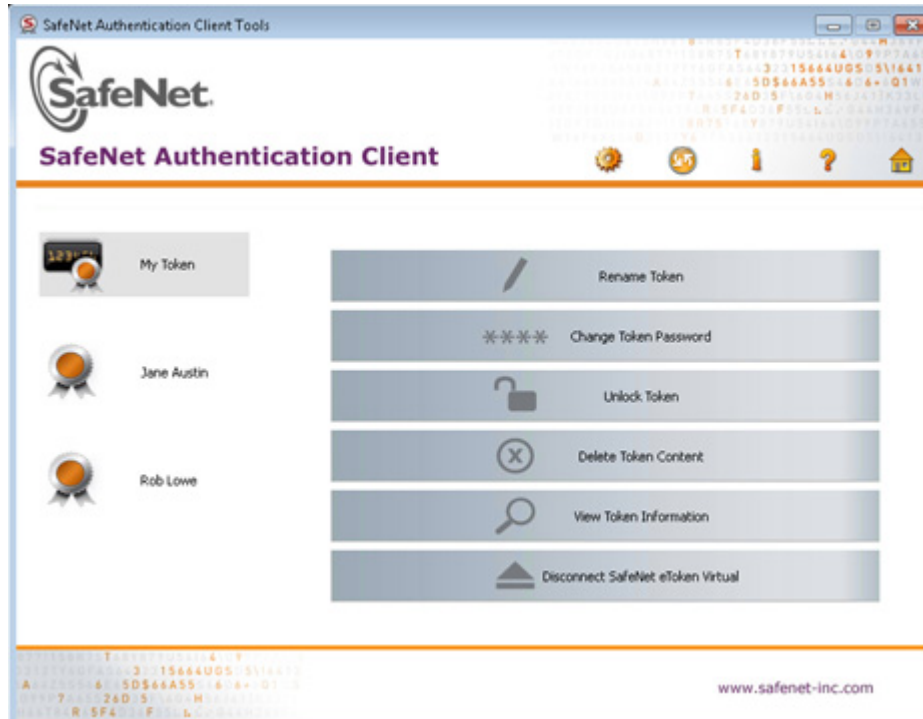 SafeNet Authentication Client Tools
SafeNet.
SafeNet Authentication Client
My Token
Jane Austin
Rob Lowe
Rename Token
**** Change Token Password
Unlock Token
Delete Token Content
View Token Information
Disconnect SafeNet eToken Virtual
www.safenet-inc.com